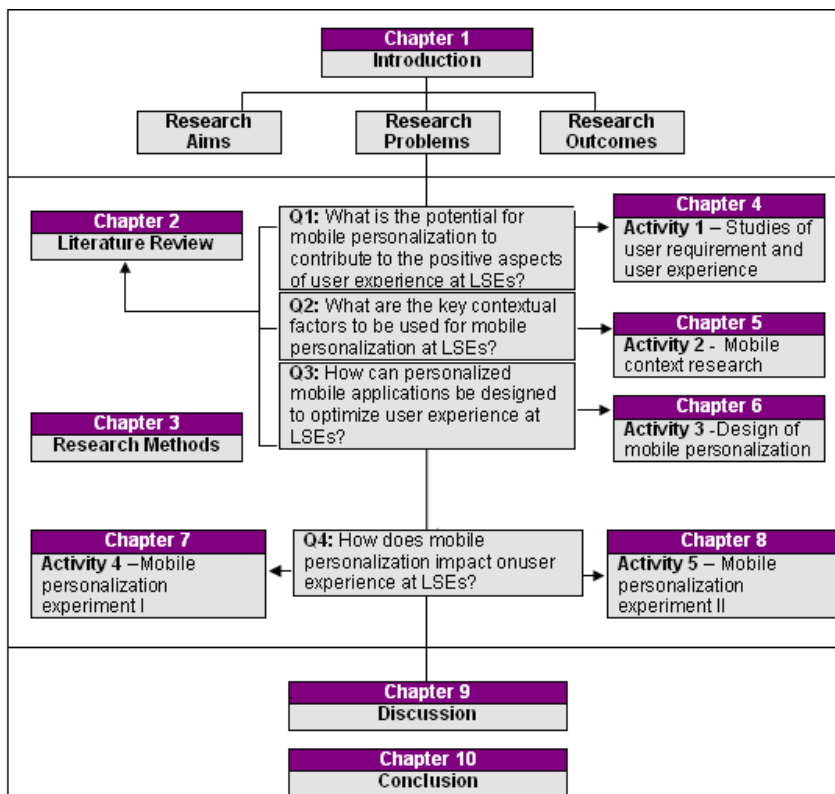 Chapter 1
Introduction
Research
Aims
Research
Problems
Research
Outcomes
Chapter 2
Literature Review
Q1: What is the potential for
mobile personalization to
contribute to the positive aspects
of user experience at LSEs?
Chapter 4
Activity 1 – Studies of
user requirement and
user experience
Q2: What are the key contextual
factors to be used for mobile
personalization at LSEs?
Chapter 5
Activity 2 - Mobile
context research
Q3: How can personalized
mobile applications be designed
to optimize user experience at
LSEs?
Chapter 3
Research Methods
Chapter 6
Activity 3 -Design of
mobile personalization
Chapter 7
Activity 4 –Mobile
personalization
experiment I
Q4: How does mobile
personalization impact onuser
experience at LSEs?
Chapter 8
Activity 5 – Mobile
personalization
experiment II
Chapter 9
Discussion
Chapter 10
Conclusion